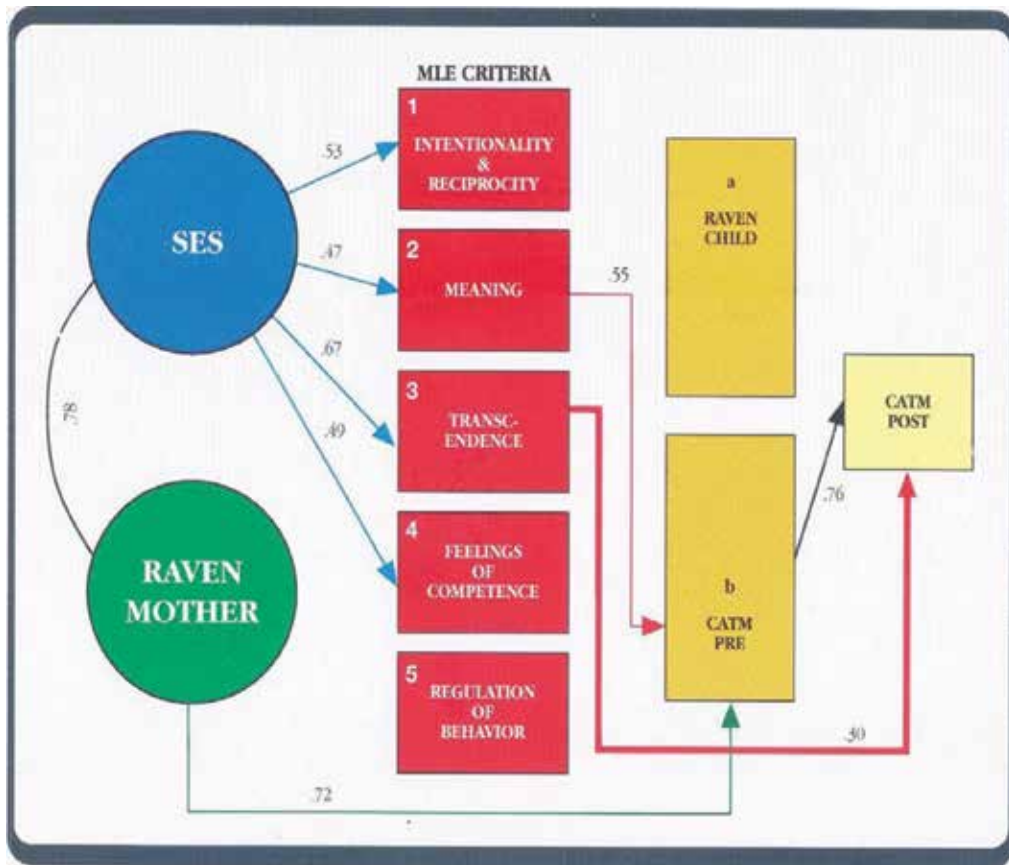 MLE CRITERIA
SES
RAVEN
MOTHER
.78
.53
.47
.67
.49
1
INTENTIONALITY
&
RECIPROCITY
2
MEANING
3
TRANSC-
ENDENCE
4
FEELINGS
OF
COMPETENCE
5
REGULATION
OF
BEHAVIOR
.55
a
RAVEN
CHILD
b
CATM
PRE
.76
CATM
POST
.30
.72